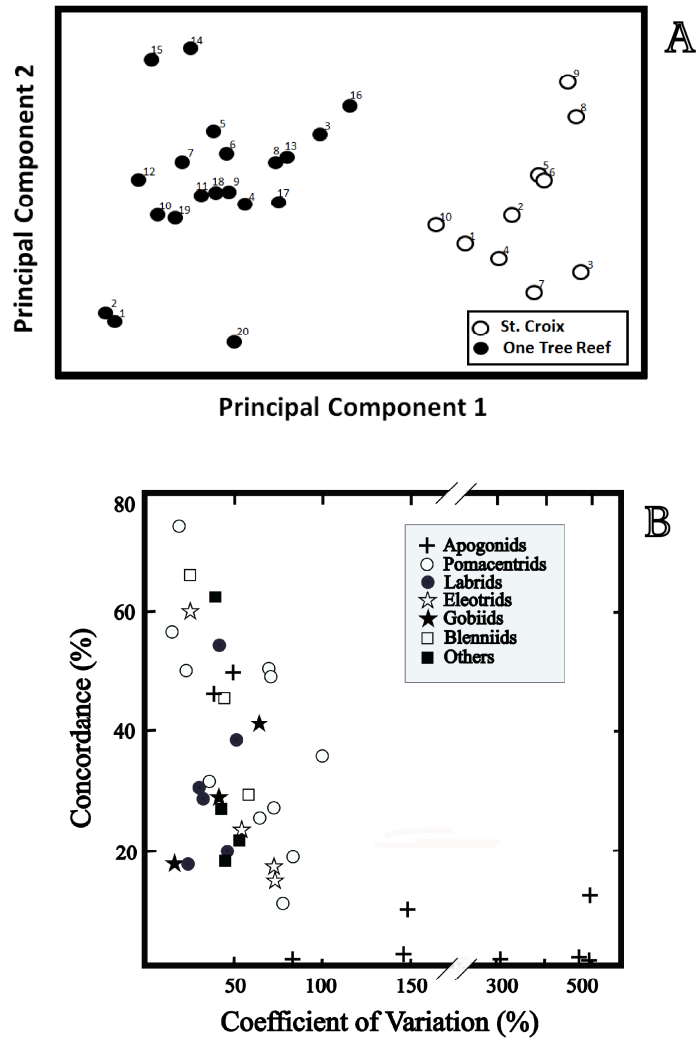 A
Principal Component 2
14
15
9
16
8
5
3
6
13
7
8
5
6
12
18
9
11
4
17
2
10
19
10
1
4
3
7
2
1
20
St. Croix
One Tree Reef
Principal Component 1
B
80
60
40
20
Concordance (%)
Apogonids
Pomacentrids
Labrids
Eleotrids
Gobiids
Blenniids
Others
50 100 150 300 500
Coefficient of Variation (%)